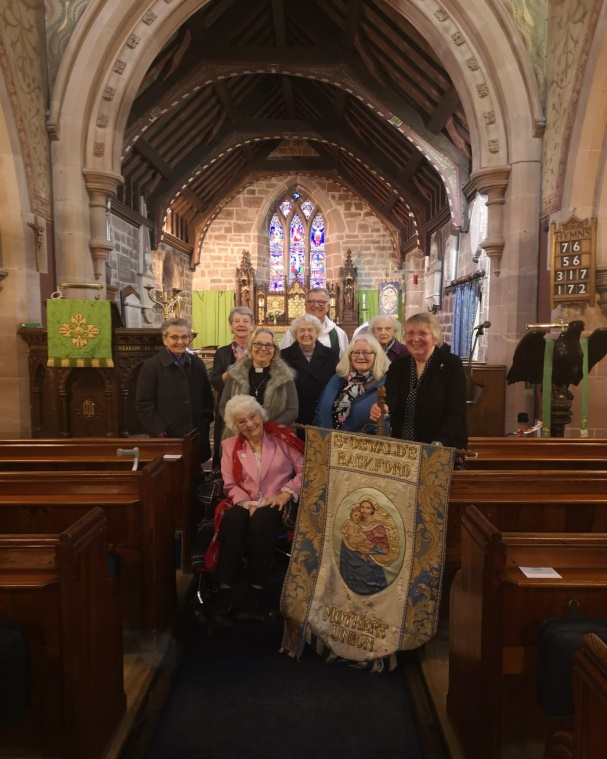 HYMNS
76
56
317
172
ST OSWALD'S
BACKFORD
MOTHERS'
UNION